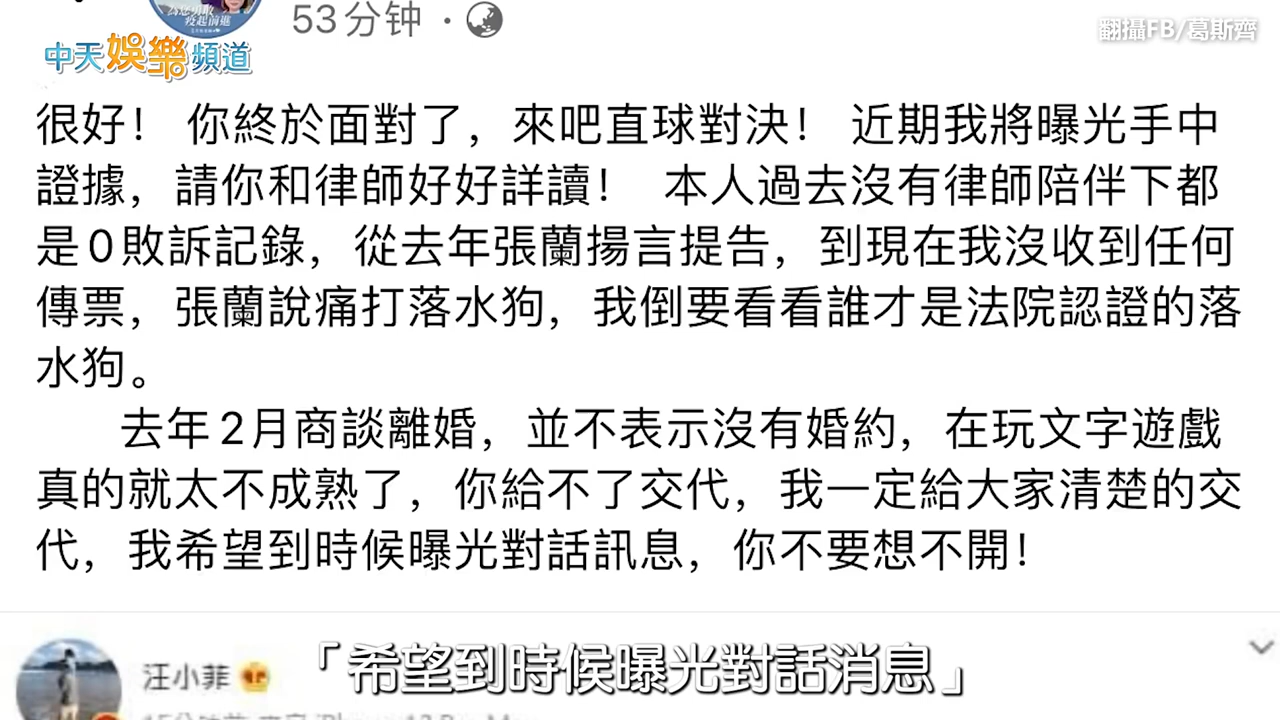 為您勇敢
疫起前進
53分钟
翻攝FB/葛斯齊
中天娛樂頻道
很好！ 你終於面對了，來吧直球對決！ 近期我將曝光手中
證據，請你和律師好好詳讀！ 本人過去沒有律師陪伴下都
是0敗訴記錄，從去年張蘭揚言提告，到現在我沒收到任何
傳票，張蘭說痛打落水狗，我倒要看看誰才是法院認證的落
水狗。
去年2月商談離婚，並不表示沒有婚約，在玩文字遊戲
真的就太不成熟了，你給不了交代，我一定給大家清楚的交
代，我希望到時候曝光對話訊息，你不要想不開！
汪小菲
「希望到時候曝光對話消息」